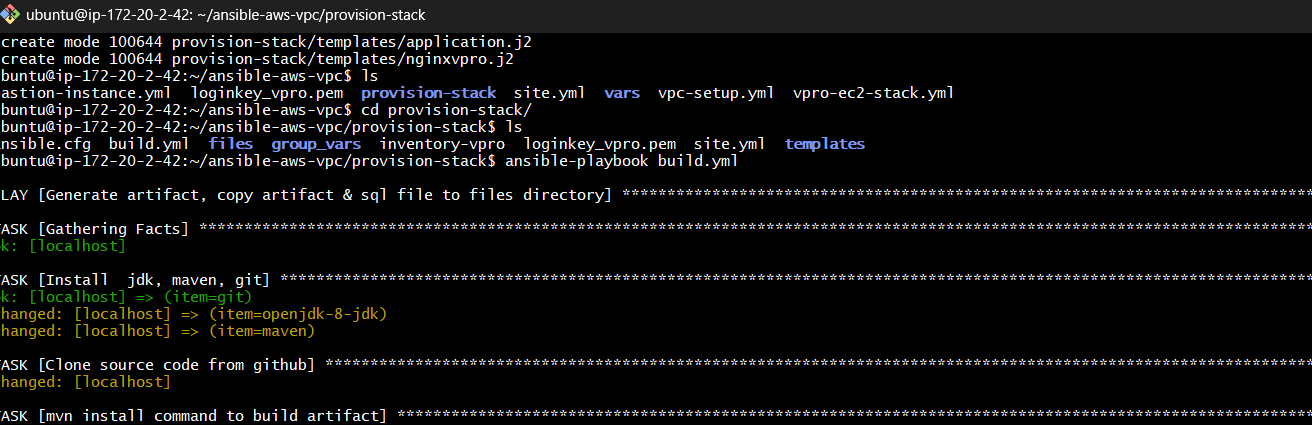 ubuntu@ip-172-20-2-42: ~/ansible-aws-vpc/provision-stack
create mode 100644 provision-stack/templates/application.j2
create mode 100644 provision-stack/templates/nginxvpro.j2
buntu@ip-172-20-2-42:~/ansible-aws-vpc$ ls
astion-instance.yml  loginkey_vpro.pem  provision-stack  site.yml  vars  vpc-setup.yml  vpro-ec2-stack.yml
buntu@ip-172-20-2-42:~/ansible-aws-vpc$ cd provision-stack/
buntu@ip-172-20-2-42:~/ansible-aws-vpc/provision-stack$ ls
nsible.cfg  build.yml  files  group_vars  inventory-vpro  loginkey_vpro.pem  site.yml  templates
buntu@ip-172-20-2-42:~/ansible-aws-vpc/provision-stack$ ansible-playbook build.yml
LAY [Generate artifact, copy artifact & sql file to files directory] *****************************************************************************
ASK [Gathering Facts] ***************************************************************************************************************************
k: [localhost]
ASK [Install  jdk, maven, git] ******************************************************************************************************************
k: [localhost] => (item=git)
hanged: [localhost] => (item=openjdk-8-jdk)
hanged: [localhost] => (item=maven)
ASK [Clone source code from github] *************************************************************************************************************
hanged: [localhost]
ASK [mvn install command to build artifact] *****************************************************************************************************